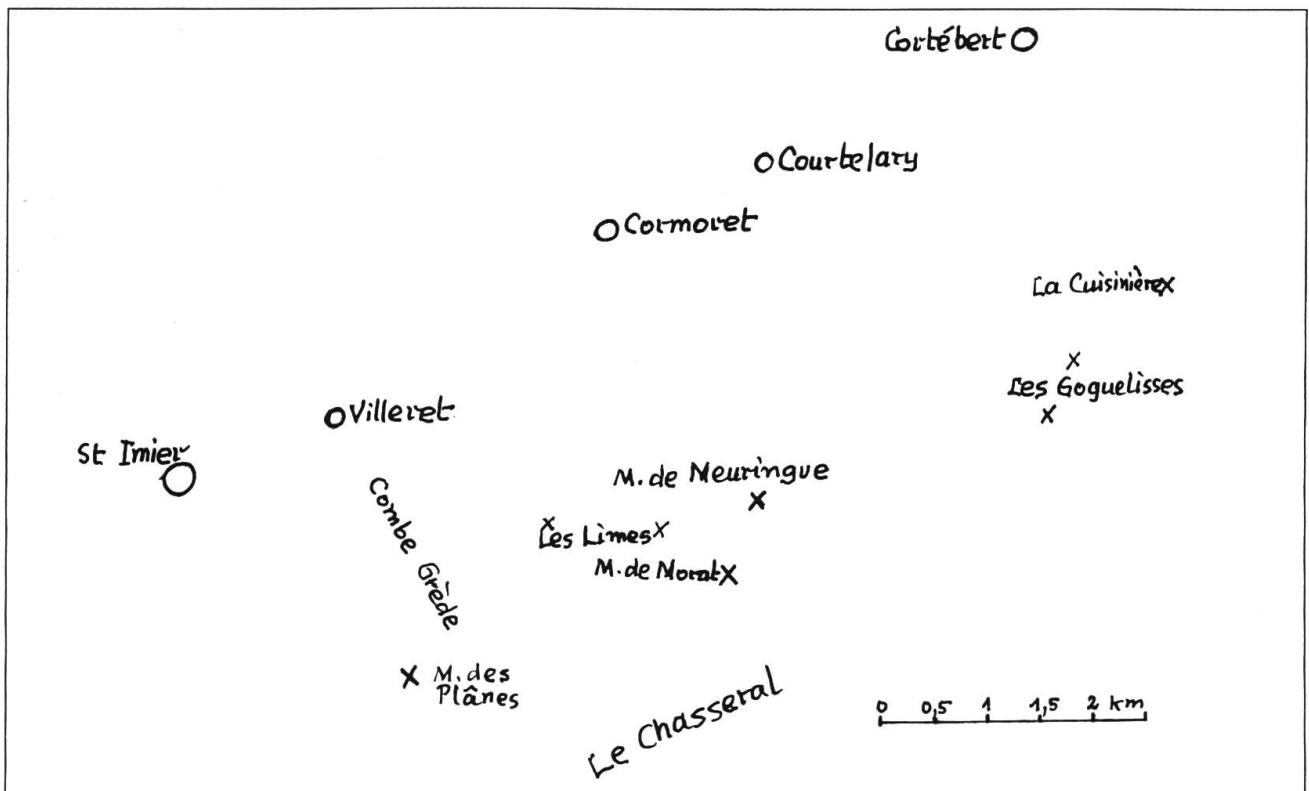 Cortébert
Courtelary
Cormoret
La Cuisinière
Les Goguelisses
Villeret
St Imier
M. de Meuringue
Combe Grède
Les Limes
M. de Morat
M. des
Plânes
Le Chasseral
0 0,5 1 1,5 2 km